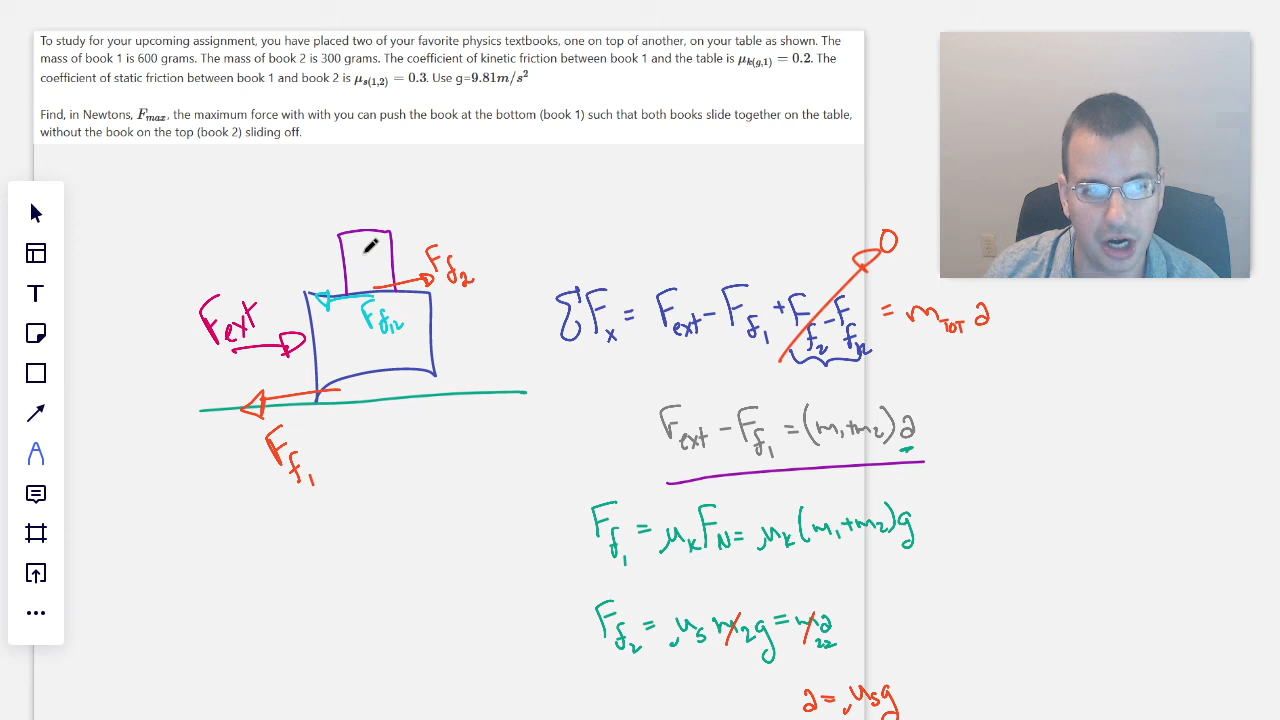 To study for your upcoming assignment, you have placed two of your favorite physics textbooks, one on top of another, on your table as shown. The
mass of book 1 is 600 grams. The mass of book 2 is 300 grams. The coefficient of kinetic friction between book 1 and the table is μk(g,1) = 0.2. The
coefficient of static friction between book 1 and book 2 is μs(1,2) = 0.3. Use g=9.81m/s²
Find, in Newtons, Fmax, the maximum force with with you can push the book at the bottom (book 1) such that both books slide together on the table,
without the book on the top (book 2) sliding off.
Ff2
Fext
Ff12
Ff1
ΣFx = Fext - Ff1 + Ff2 - Ff12 = mTOT a
0
Fext - Ff1 = (m1+m2) a
Ff1 = μk FN = μk (m1+m2) g
Ff2 = μs m2 g = m2 a2
a = μs g
T
A